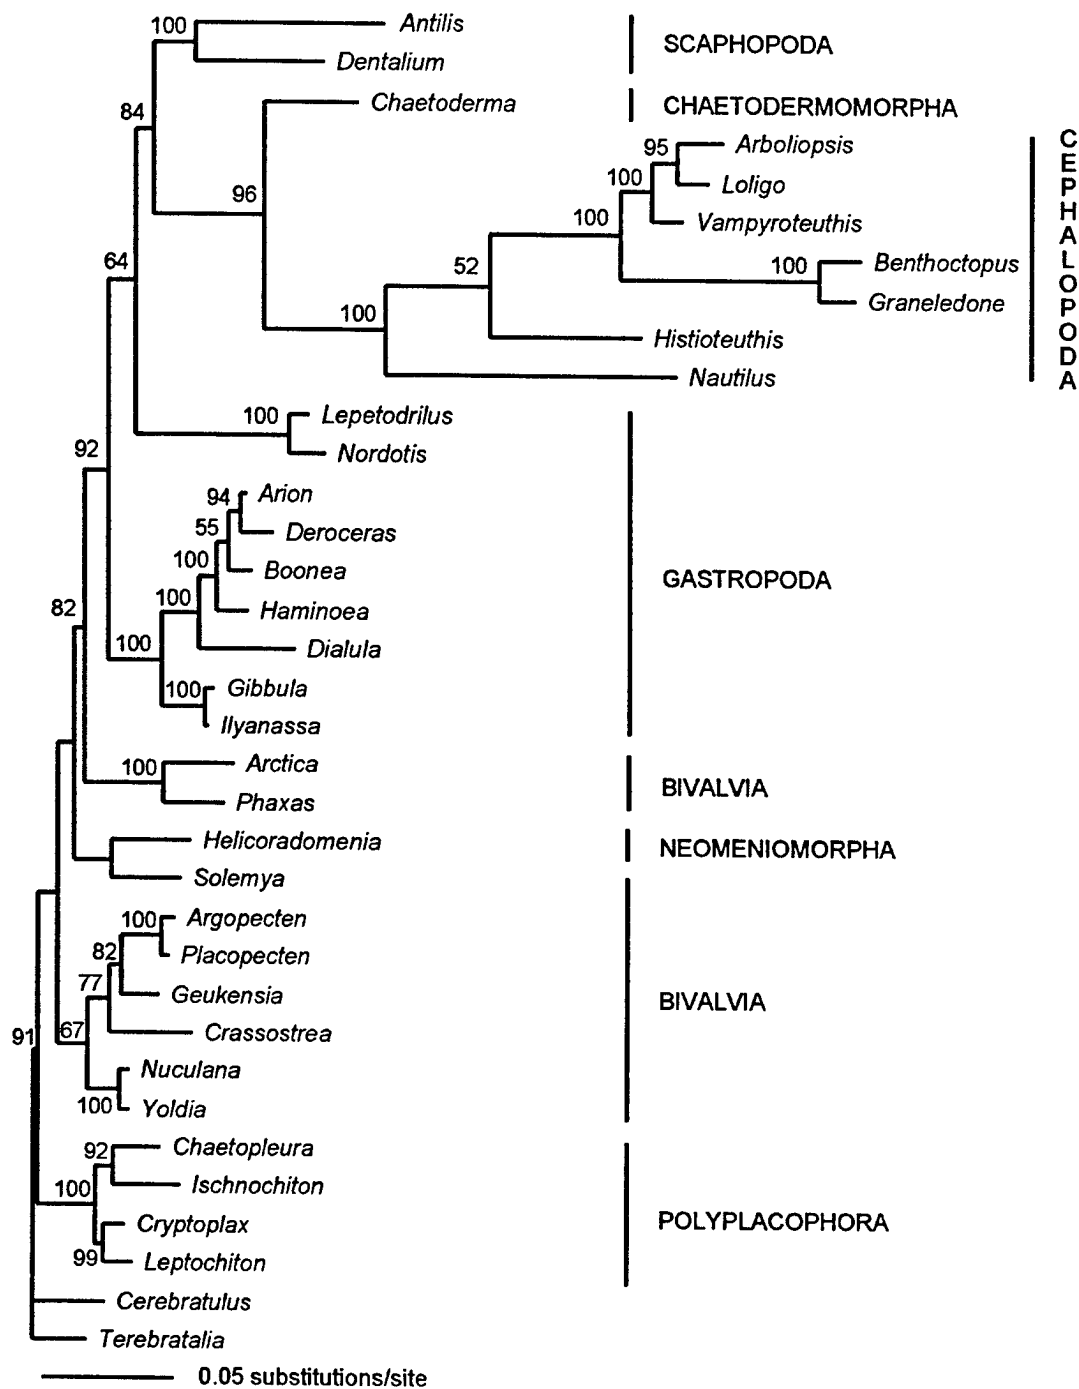 100
Antilis
Dentalium
SCAPHOPODA
84
Chaetoderma
CHAETODERMOMORPHA
96
95
Arboliopsis
100
Loligo
100
Vampyroteuthis
CEPHALOPODA
64
52
100
Benthoctopus
Graneledone
100
Histioteuthis
Nautilus
100
Lepetodrilus
Nordotis
92
94
Arion
55
Deroceras
100
Boonea
GASTROPODA
100
Haminoea
82
100
Dialula
100
Gibbula
Ilyanassa
100
Arctica
Phaxas
BIVALVIA
Helicoradomenia
NEOMENIOMORPHA
Solemya
100
Argopecten
82
Placopecten
77
Geukensia
BIVALVIA
91
67
Crassostrea
Nuculana
100
Yoldia
92
Chaetopleura
100
Ischnochiton
Cryptoplax
POLYPLACOPHORA
99
Leptochiton
Cerebratulus
Terebratalia
0.05 substitutions/site